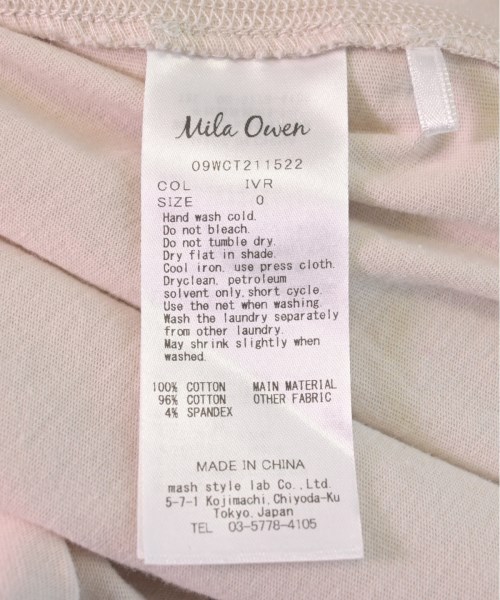 Mila Owen
09WCT211522
COL IVR
SIZE 0
Hand wash cold.
Do not bleach.
Do not tumble dry.
Dry flat in shade.
Cool iron. use press cloth.
Dryclean. petroleum
solvent only. short cycle.
Use the net when washing.
Wash the laundry separately
from other laundry.
May shrink slightly when
washed.
100% COTTON MAIN MATERIAL
96% COTTON OTHER FABRIC
4% SPANDEX
MADE IN CHINA
mash style lab Co.,Ltd.
5-7-1 Kojimachi,Chiyoda-Ku
Tokyo,Japan
TEL 03-5778-4105